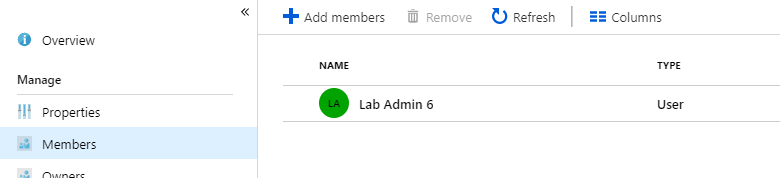 «
Overview
Manage
Properties
Members
Owners
Add members Remove Refresh Columns
NAME TYPE
LA Lab Admin 6 User